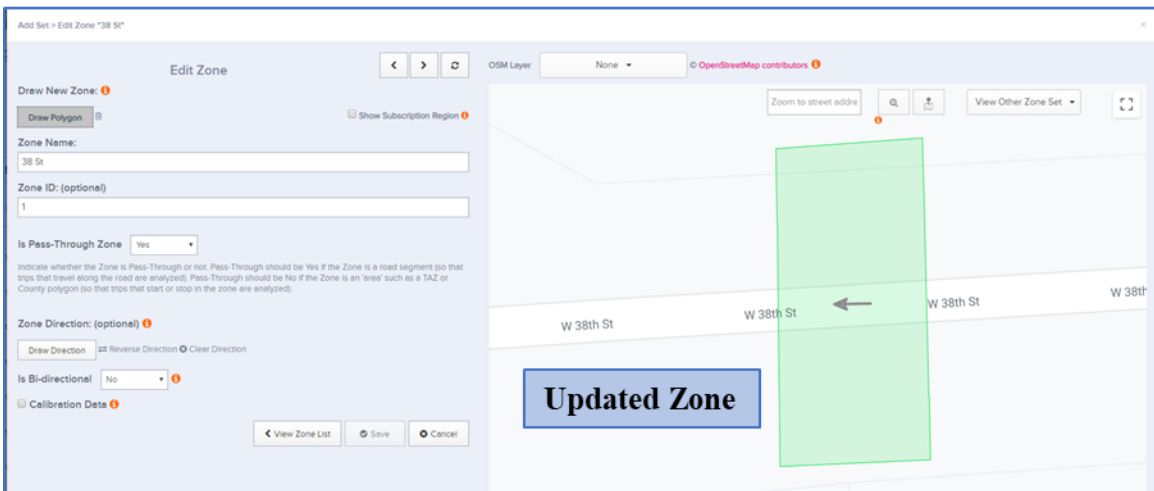 Add Set > Edit Zone "38 St"
×
Edit Zone
Draw New Zone:
Draw Polygon
Show Subscription Region
Zone Name:
38 St
Zone ID: (optional)
1
Is Pass-Through Zone Yes
Indicate whether the Zone is Pass-Through or not. Pass-Through should be Yes if the Zone is a road segment (so that
trips that travel along the road are analyzed). Pass-Through should be No if the Zone is an 'area' such as a TAZ or
County polygon (so that trips that start or stop in the zone are analyzed).
Zone Direction: (optional)
Draw Direction Reverse Direction Clear Direction
Is Bi-directional No
Calibration Data
View Zone List Save Cancel
OSM Layer None © OpenStreetMap contributors
Zoom to street addre View Other Zone Set
W 38th St
W 38th St
W 38th St
W 38th
Updated Zone